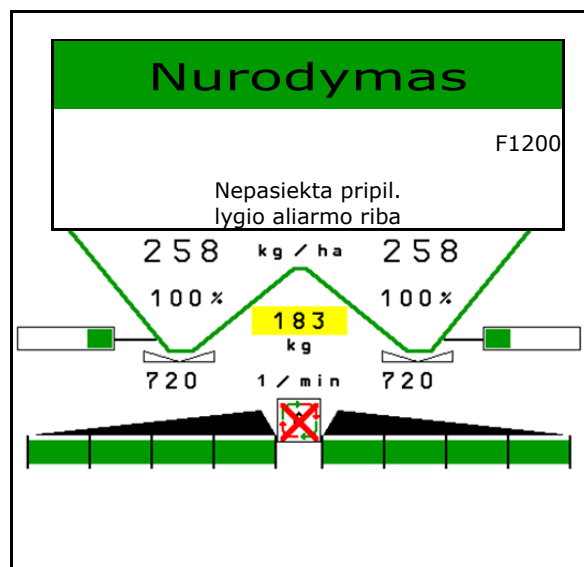 Nurodymas
F1200
Nepasiekta pripil.
lygio aliarmo riba
258 kg/ha 258
100% 100%
183
kg
720 1/min 720